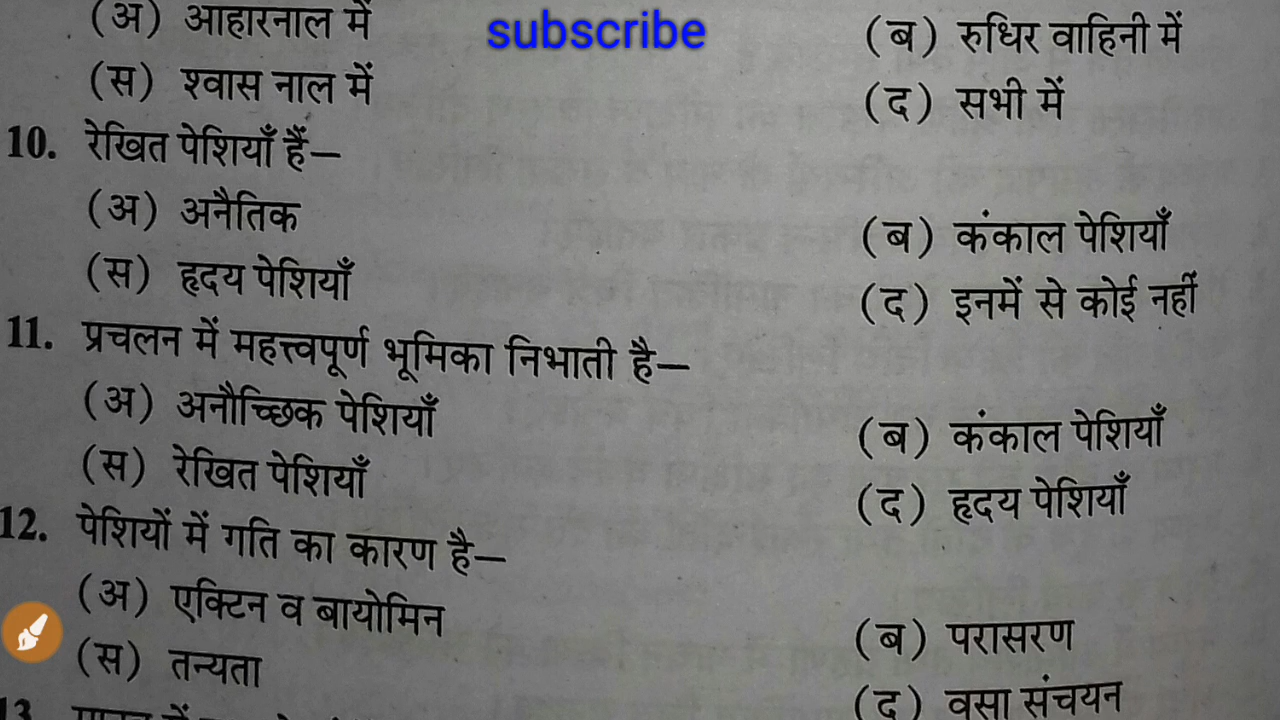 (अ) आहारनाल में
subscribe
(ब) रुधिर वाहिनी में
(स) श्वास नाल में
(द) सभी में
10. रेखित पेशियाँ हैं—
(अ) अनैतिक
(ब) कंकाल पेशियाँ
(स) हृदय पेशियाँ
(द) इनमें से कोई नहीं
11. प्रचलन में महत्त्वपूर्ण भूमिका निभाती है—
(अ) अनौच्छिक पेशियाँ
(ब) कंकाल पेशियाँ
(स) रेखित पेशियाँ
(द) हृदय पेशियाँ
12. पेशियों में गति का कारण है—
(अ) एक्टिन व बायोमिन
(ब) परासरण
(स) तन्यता
(द) वसा संचयन
13.